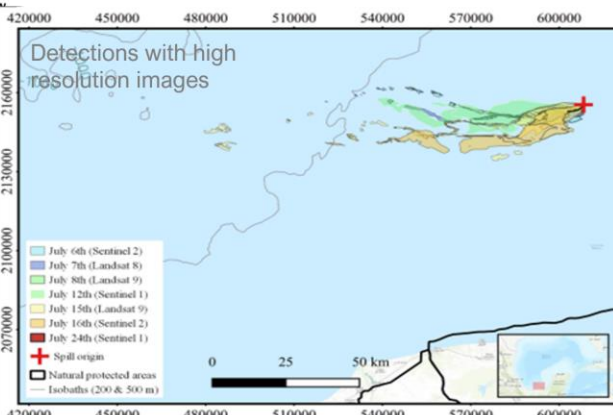 420000 450000 480000 510000 540000 570000 600000
Detections with high
resolution images
2160000
2130000
2100000
2070000
July 6th (Sentinel 2)
July 7th (Landsat 8)
July 8th (Landsat 9)
July 12th (Sentinel 1)
July 15th (Landsat 9)
July 16th (Sentinel 2)
July 24th (Sentinel 1)
Spill origin
Natural protected areas
Isobaths (200 & 500 m)
0 25 50 km
420000 450000 480000 510000 540000 570000 600000